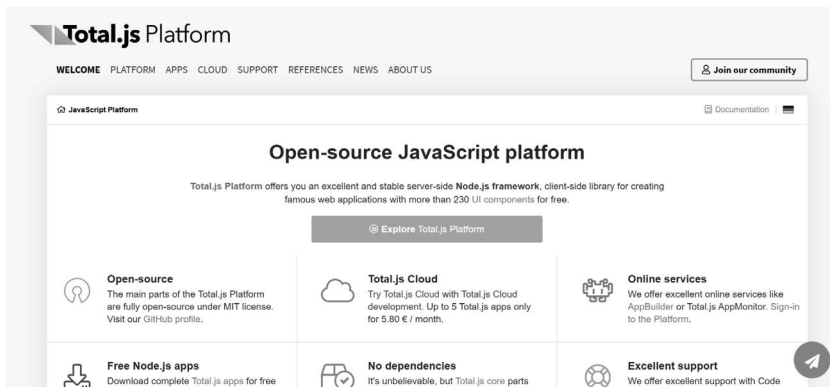 Total.js Platform
WELCOME PLATFORM APPS CLOUD SUPPORT REFERENCES NEWS ABOUT US
Join our community
JavaScript Platform
Documentation
Open-source JavaScript platform
Total.js Platform offers you an excellent and stable server-side Node.js framework, client-side library for creating
famous web applications with more than 230 UI components for free.
Explore Total.js Platform
Open-source
The main parts of the Total.js Platform
are fully open-source under MIT license.
Visit our GitHub profile.
Total.js Cloud
Try Total.js Cloud with Total.js Cloud
development. Up to 5 Total.js apps only
for 5.80 € / month.
Online services
We offer excellent online services like
AppBuilder or Total.js AppMonitor. Sign-in
to the Platform.
Free Node.js apps
Download complete Total.js apps for free
No dependencies
It's unbelievable, but Total.js core parts
Excellent support
We offer excellent support with Code